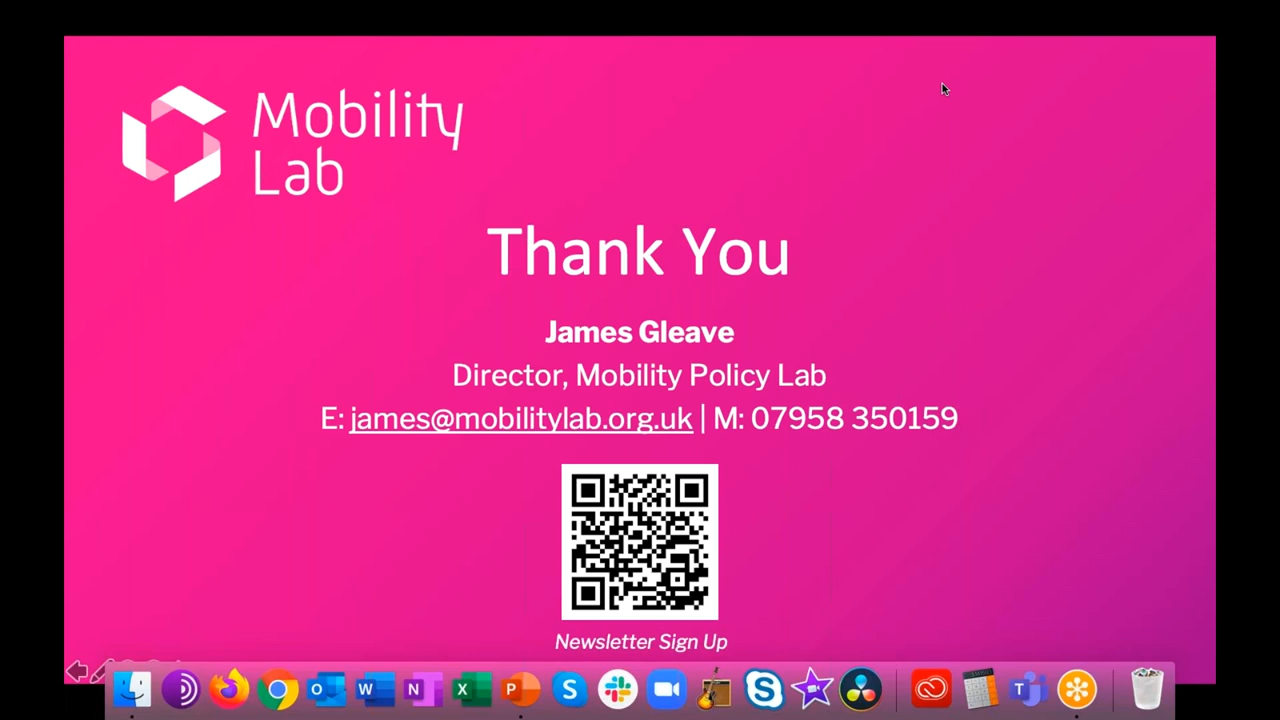 Mobility
Lab
Thank You
James Gleave
Director, Mobility Policy Lab
E: james@mobilitylab.org.uk | M: 07958 350159
Newsletter Sign Up